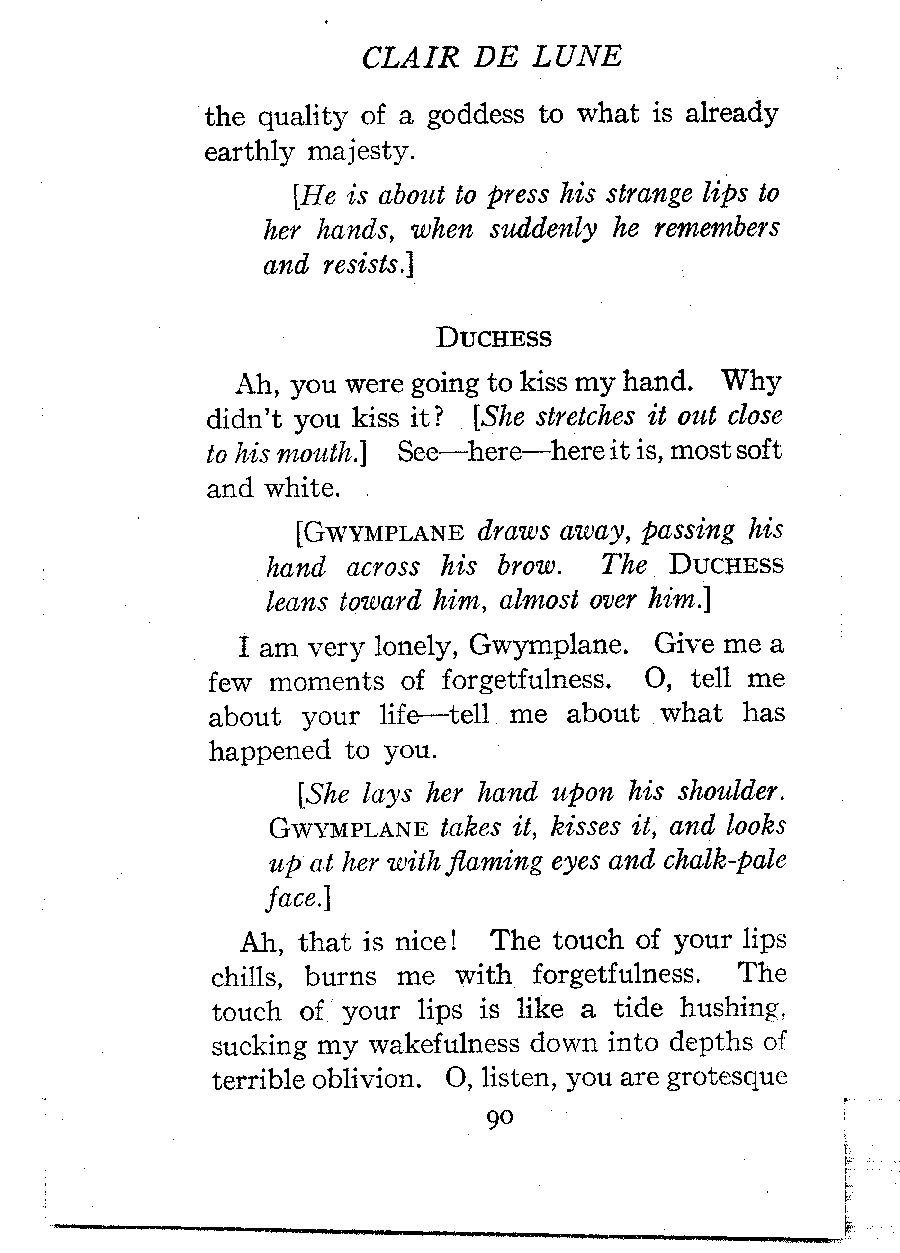 CLAIR DE LUNE
the quality of a goddess to what is already
earthly majesty.
[He is about to press his strange lips to
her hands, when suddenly he remembers
and resists.]
DUCHESS
Ah, you were going to kiss my hand. Why
didn't you kiss it? [She stretches it out close
to his mouth.] See—here—here it is, most soft
and white.
[GWYMPLANE draws away, passing his
hand across his brow. The DUCHESS
leans toward him, almost over him.]
I am very lonely, Gwymplane. Give me a
few moments of forgetfulness. O, tell me
about your life—tell me about what has
happened to you.
[She lays her hand upon his shoulder.
GWYMPLANE takes it, kisses it, and looks
up at her with flaming eyes and chalk-pale
face.]
Ah, that is nice! The touch of your lips
chills, burns me with forgetfulness. The
touch of your lips is like a tide hushing,
sucking my wakefulness down into depths of
terrible oblivion. O, listen, you are grotesque
90